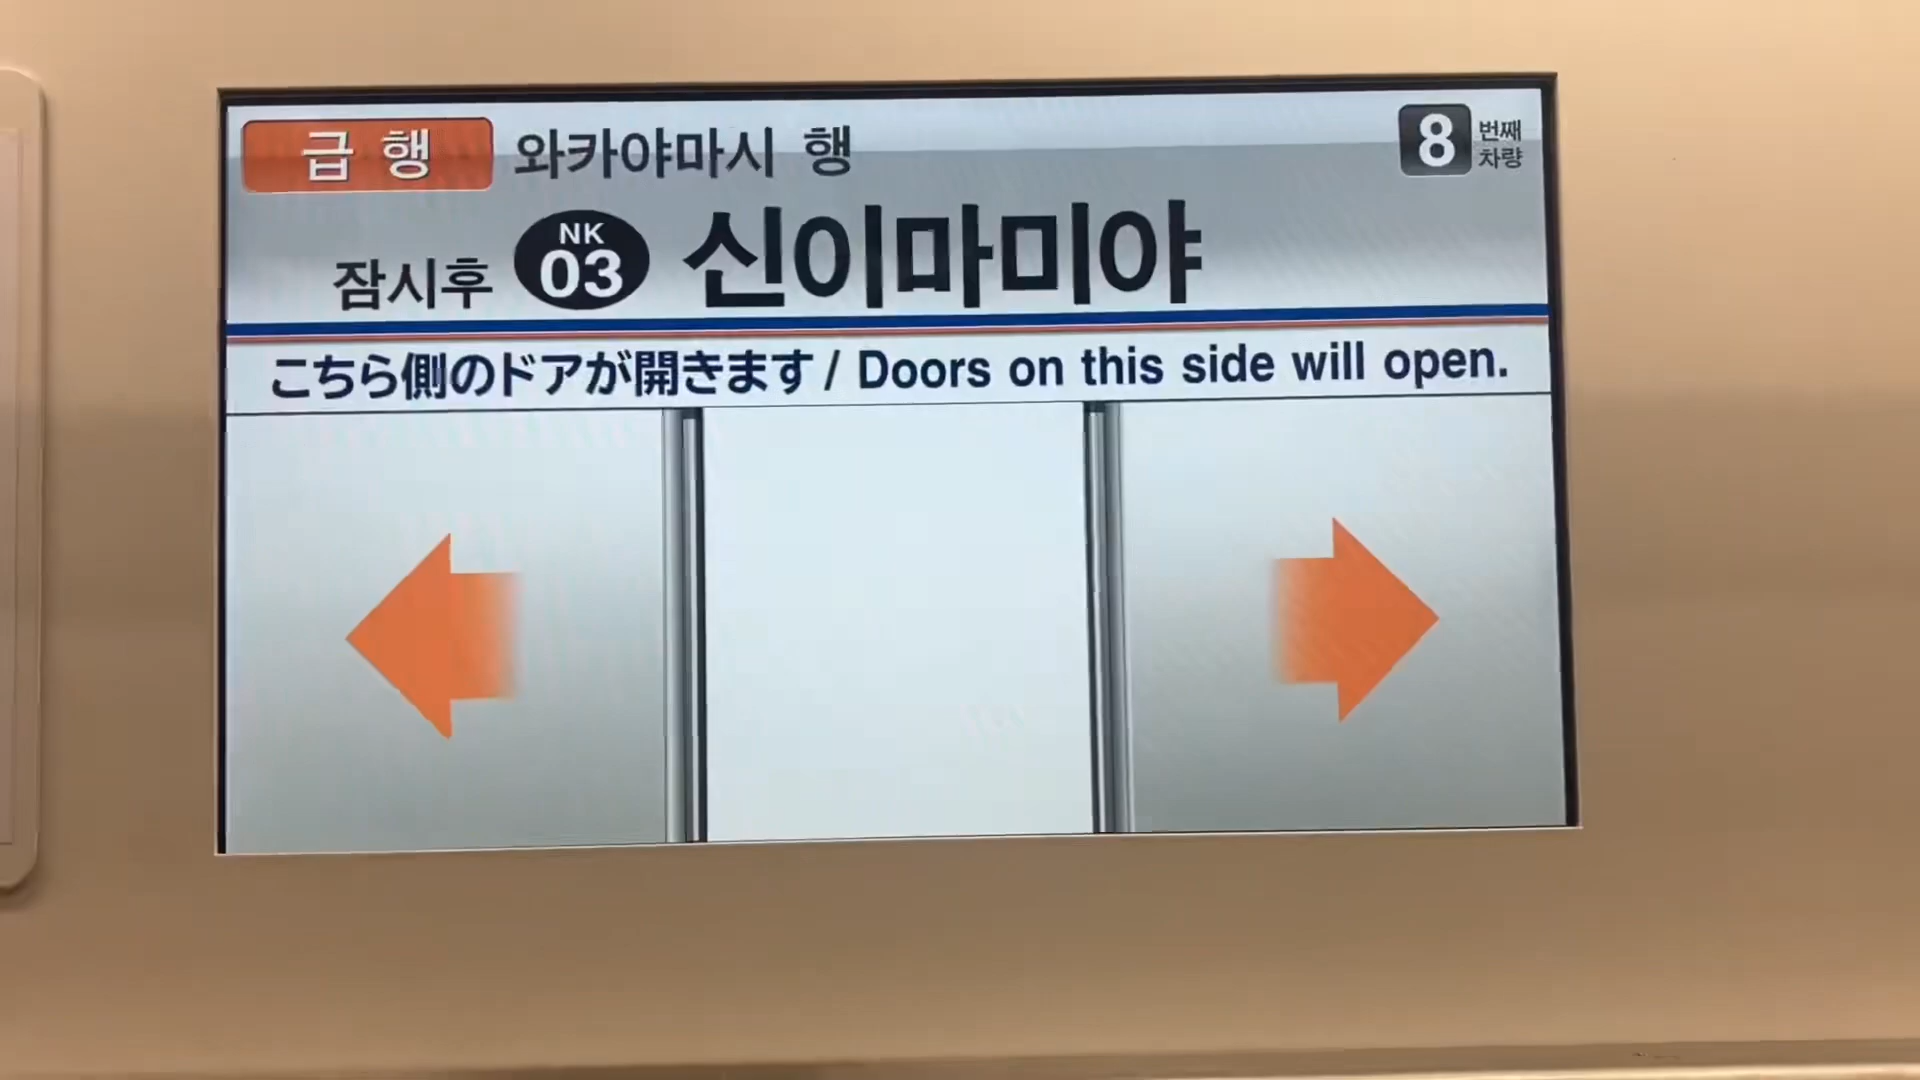 급행 와카야마시 행 8 번째 차량
잠시후 NK 03 신이마미야
こちら側のドアが開きます / Doors on this side will open.